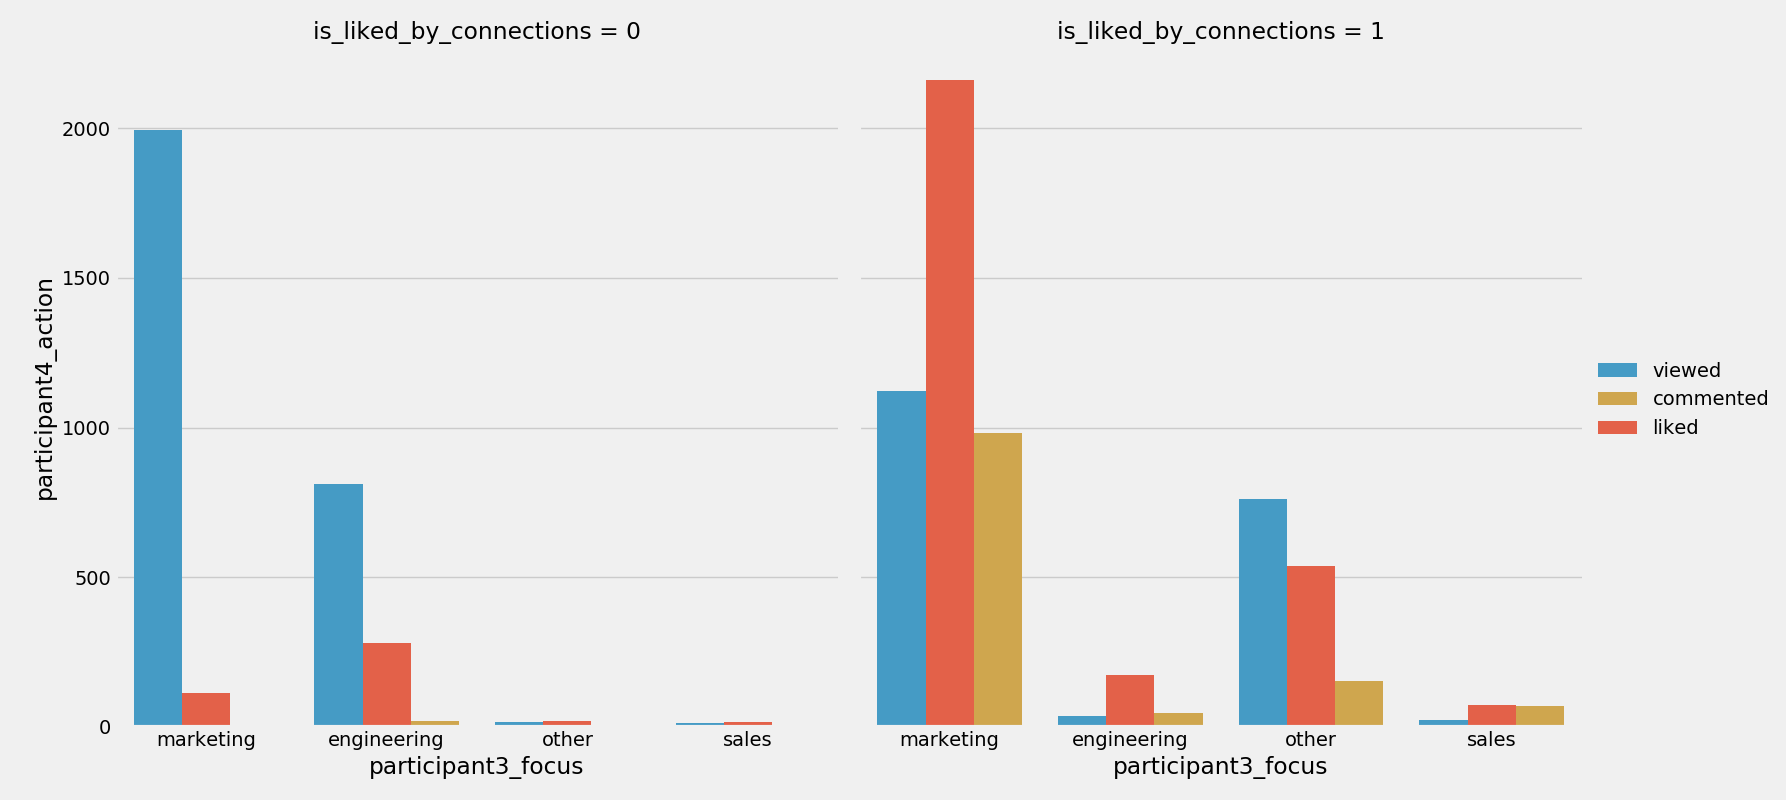 is_liked_by_connections = 0
is_liked_by_connections = 1
participant4_action
2000
1500
1000
500
0
marketing
engineering
other
sales
marketing
engineering
other
sales
participant3_focus
participant3_focus
viewed
commented
liked